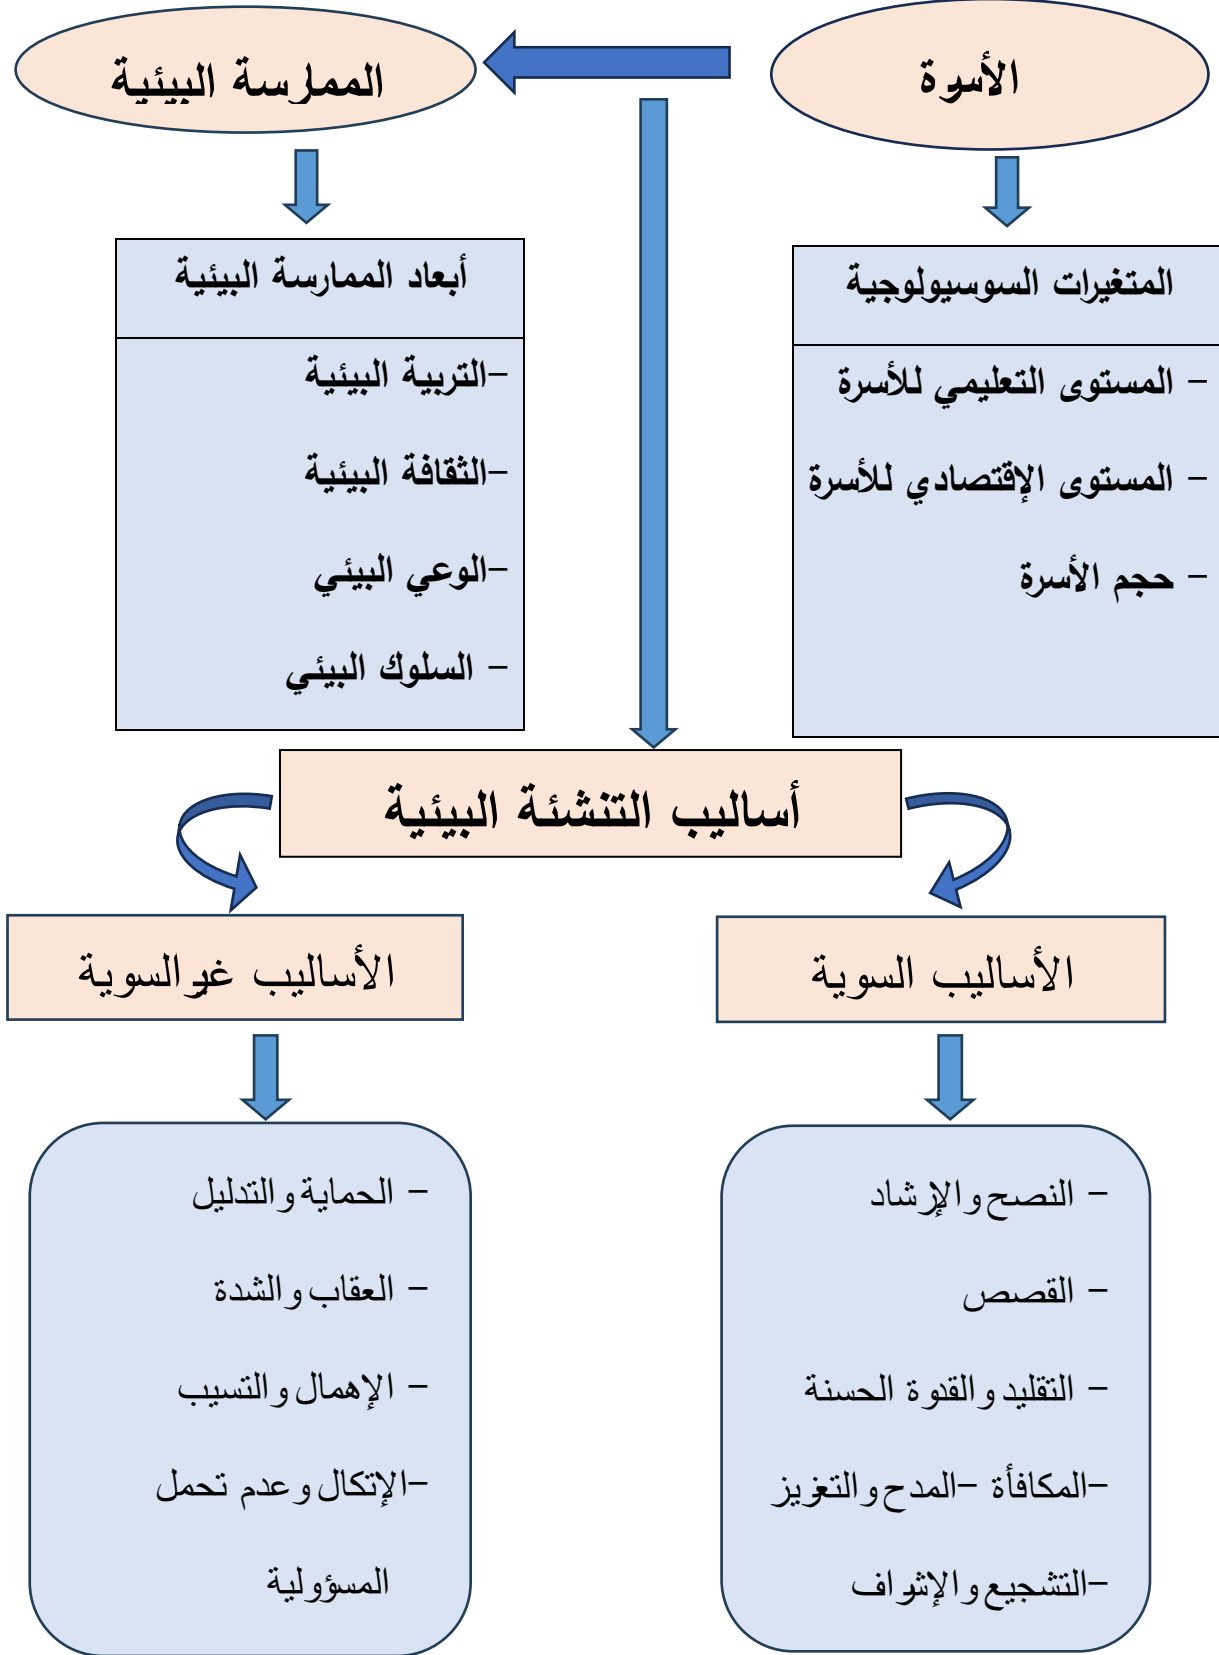 الأسرة
الممارسة البيئية
المتغيرات السوسيولوجية
– المستوى التعليمي للأسرة
– المستوى الإقتصادي للأسرة
– حجم الأسرة
أبعاد الممارسة البيئية
–التربية البيئية
–الثقافة البيئية
–الوعي البيئي
– السلوك البيئي
أساليب التنشئة البيئية
الأساليب السوية
الأساليب غير السوية
– النصح والإرشاد
– القصص
– التقليد والقدوة الحسنة
–المكافأة –المدح والتعزيز
–التشجيع والإشراف
– الحماية والتدليل
– العقاب والشدة
– الإهمال والتسيب
–الإتكال وعدم تحمل
المسؤولية